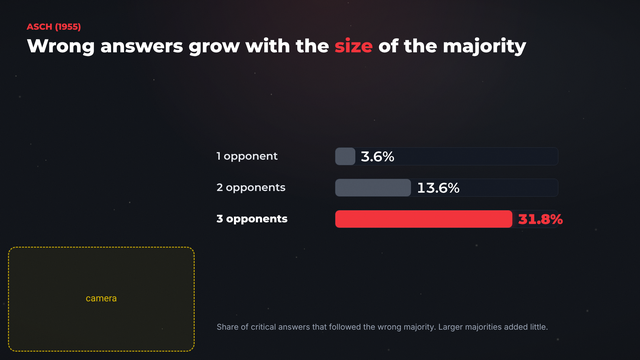 ASCH (1955)
Wrong answers grow with the size of the majority
1 opponent 3.6%
2 opponents 13.6%
3 opponents 31.8%
camera
Share of critical answers that followed the wrong majority. Larger majorities added little.